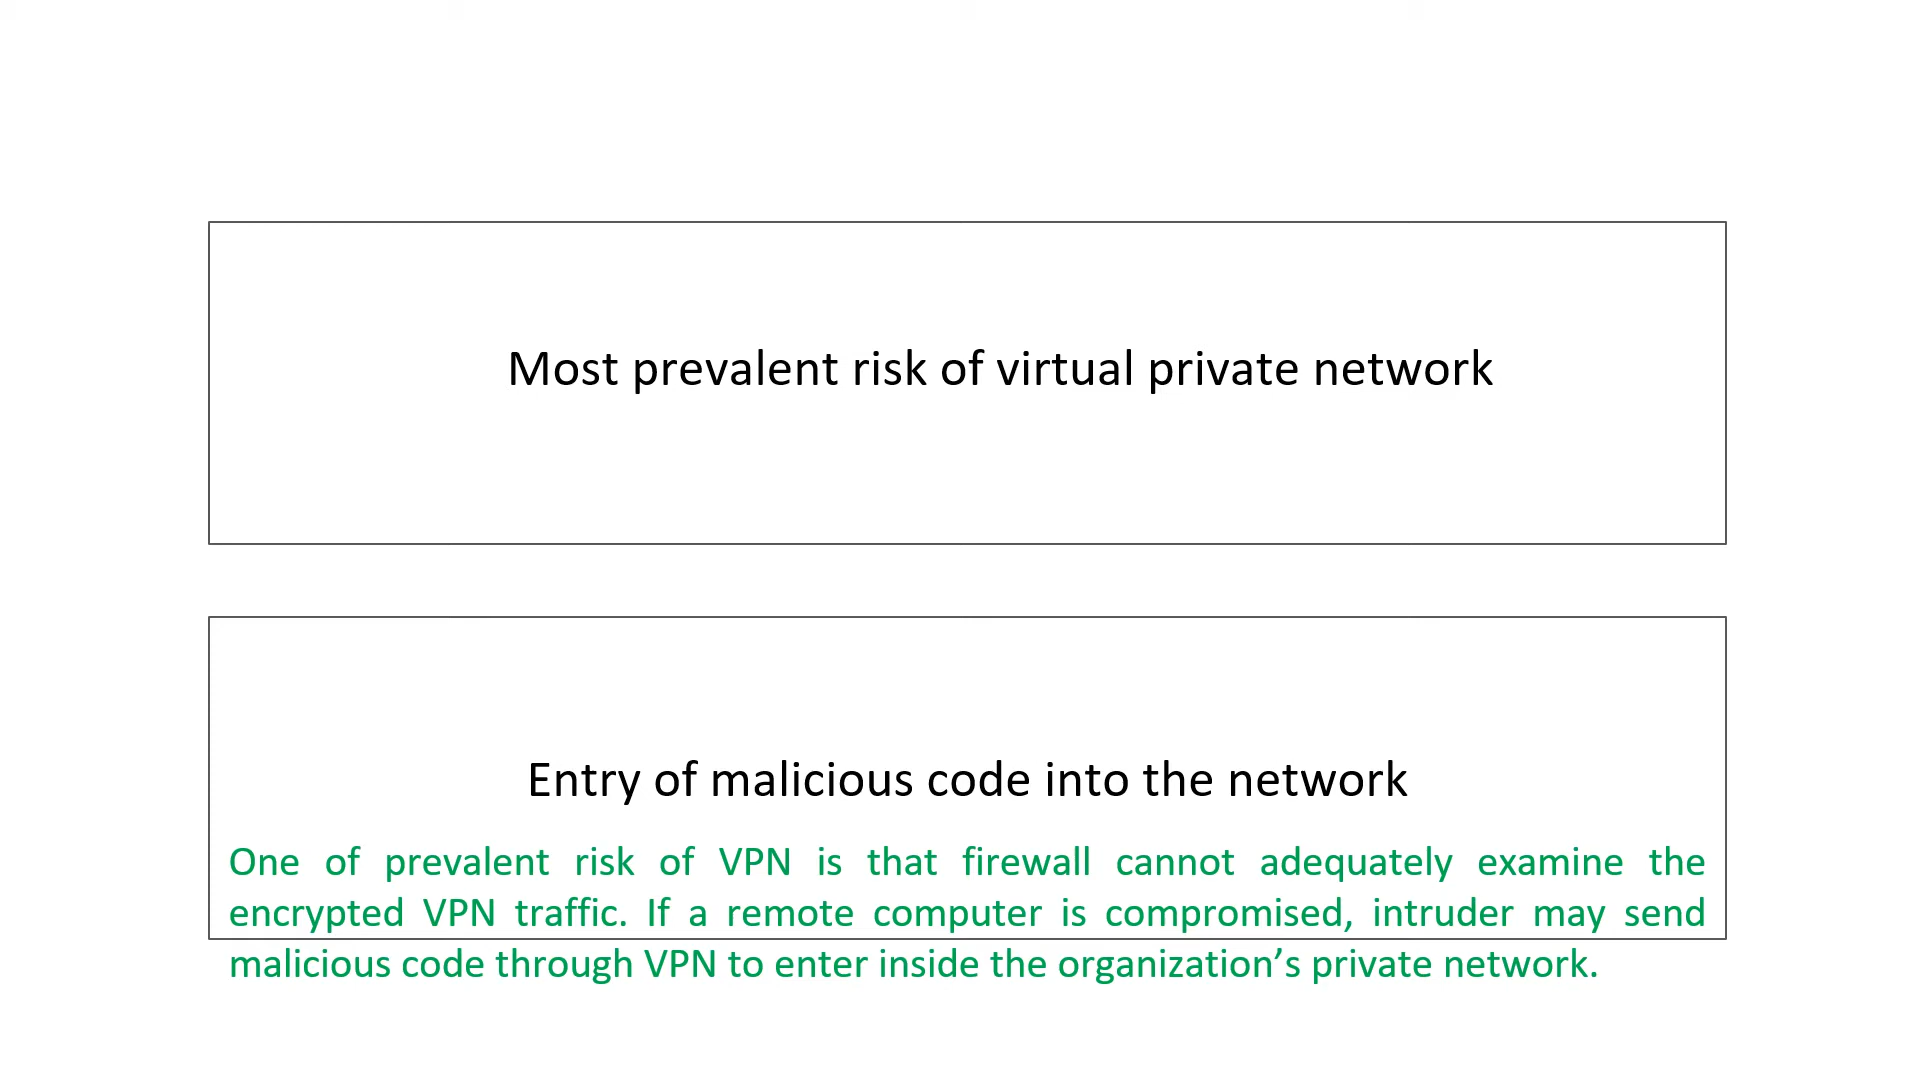 Most prevalent risk of virtual private network
Entry of malicious code into the network
One of prevalent risk of VPN is that firewall cannot adequately examine the
encrypted VPN traffic. If a remote computer is compromised, intruder may send
malicious code through VPN to enter inside the organization’s private network.